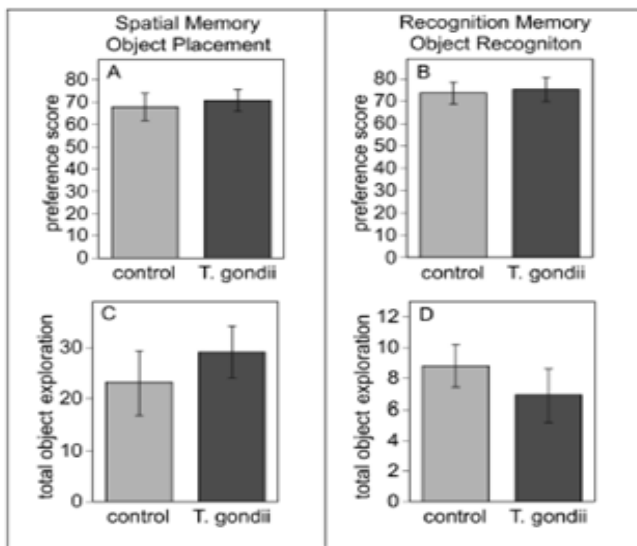 Spatial Memory
Object Placement
Recognition Memory
Object Recogniton
A
80
70
60
50
40
30
20
10
0
preference score
control T. gondii
B
80
70
60
50
40
30
20
10
0
preference score
control T. gondii
C
30
20
10
0
total object exploration
control T. gondii
D
12
10
8
6
4
2
0
total object exploration
control T. gondii